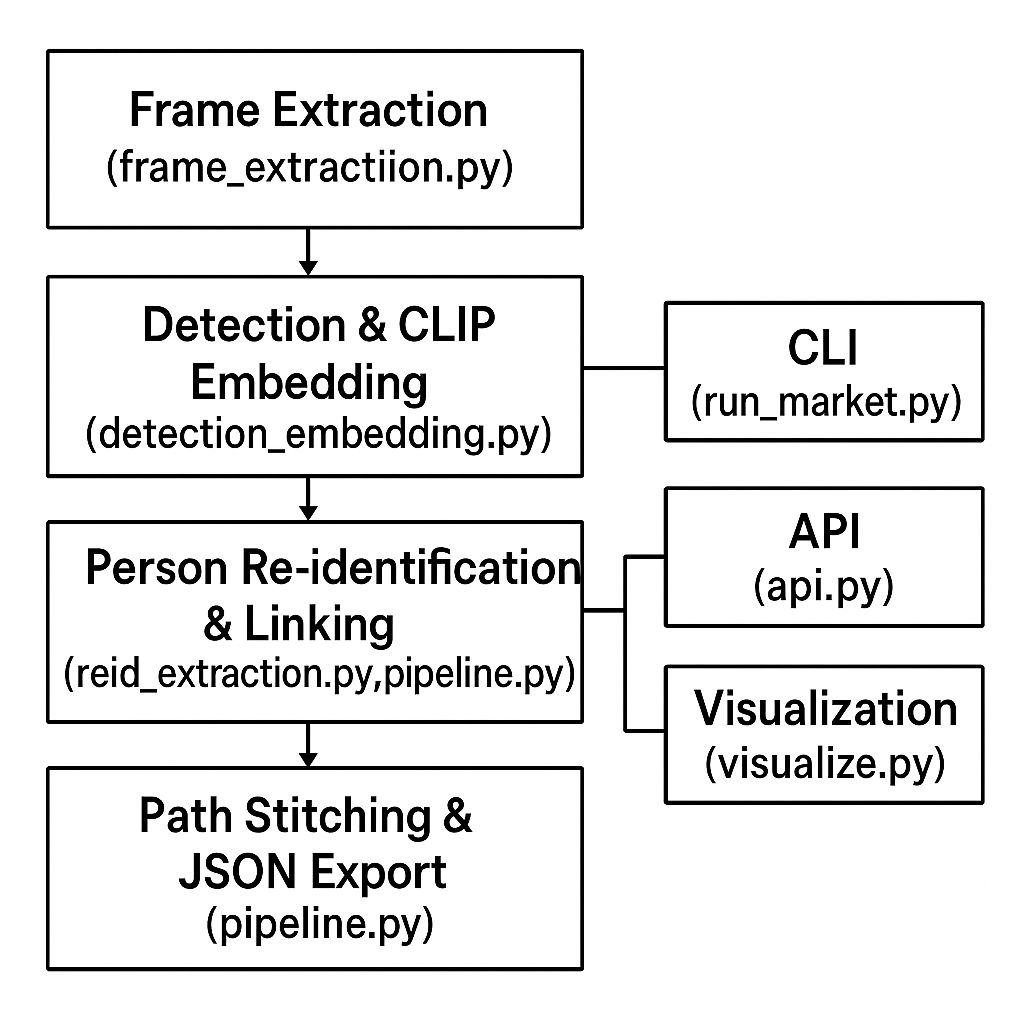 Frame Extraction
(frame_extractiion.py)
Detection & CLIP
Embedding
(detection_embedding.py)
CLI
(run_market.py)
Person Re-identification
& Linking
(reid_extraction.py,pipeline.py)
API
(api.py)
Visualization
(visualize.py)
Path Stitching &
JSON Export
(pipeline.py)